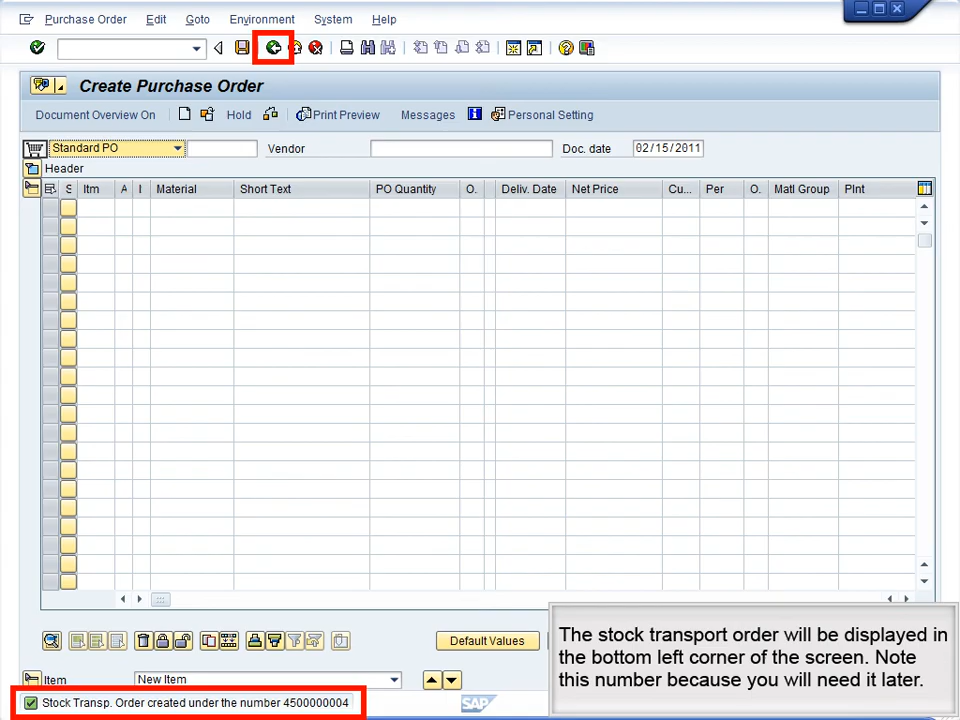 Purchase Order Edit Goto Environment System Help
Create Purchase Order
Document Overview On Hold Print Preview Messages Personal Setting
Standard PO Vendor Doc. date 02/15/2011
Header
S Itm A I Material Short Text PO Quantity O. Deliv. Date Net Price Cu... Per O. Matl Group Plnt
Default Values
Item New Item
Stock Transp. Order created under the number 4500000004
SAP
The stock transport order will be displayed in
the bottom left corner of the screen. Note
this number because you will need it later.